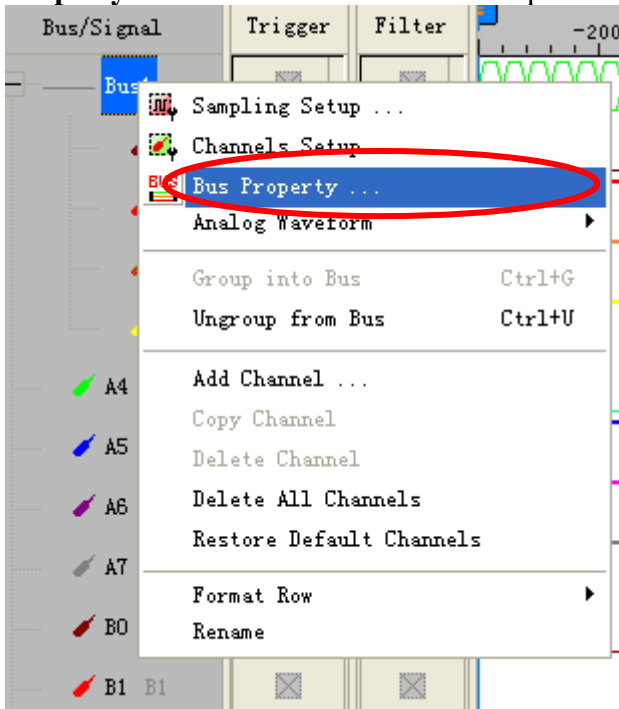 Bus/Signal Trigger Filter -200
Bus1
Sampling Setup ...
Channels Setup
BUS Bus Property ...
Analog Waveform
Group into Bus Ctrl+G
Ungroup from Bus Ctrl+U
A4 Add Channel ...
Copy Channel
A5 Delete Channel
A6 Delete All Channels
Restore Default Channels
A7
Format Row
B0 Rename
B1 B1